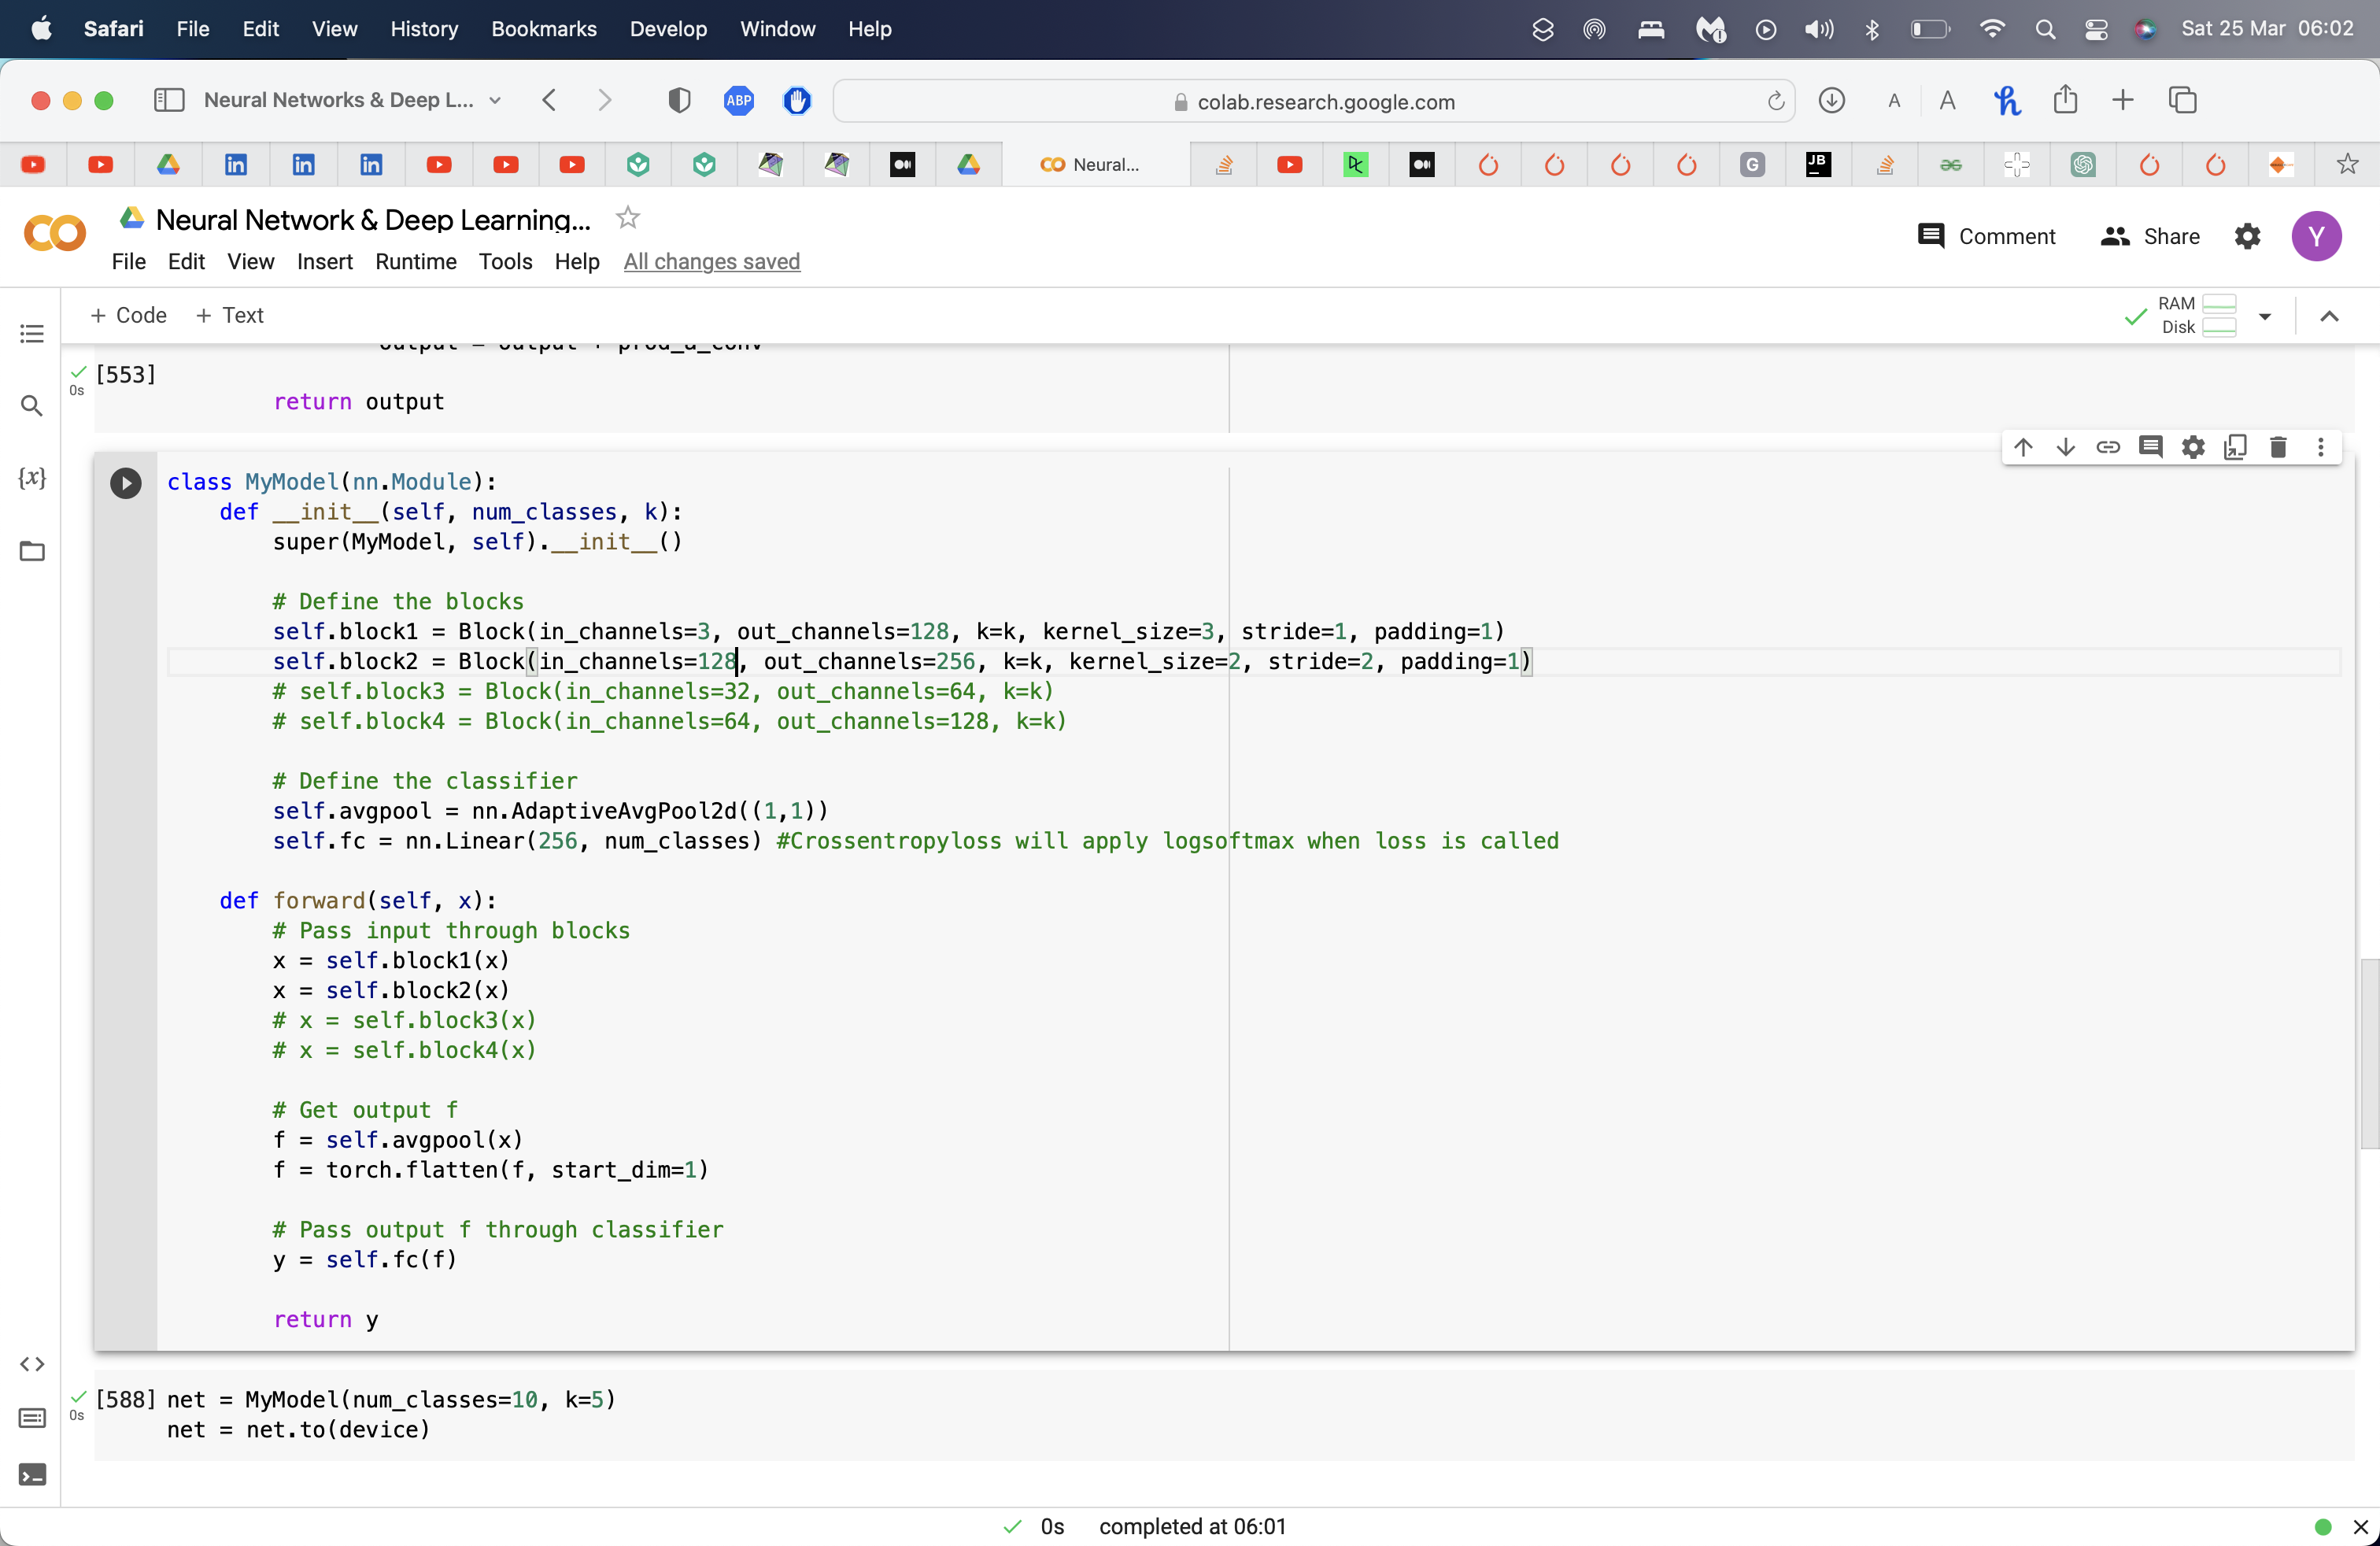 Safari File Edit View History Bookmarks Develop Window Help Sat 25 Mar 06:02
Neural Networks & Deep L... ABP colab.research.google.com A A
Neural... G JB
Neural Network & Deep Learning...
Comment Share Y
File Edit View Insert Runtime Tools Help All changes saved
+ Code + Text RAM
Disk
[553]
0s
return output
class MyModel(nn.Module):
def __init__(self, num_classes, k):
super(MyModel, self).__init__()
# Define the blocks
self.block1 = Block(in_channels=3, out_channels=128, k=k, kernel_size=3, stride=1, padding=1)
self.block2 = Block(in_channels=128, out_channels=256, k=k, kernel_size=2, stride=2, padding=1)
# self.block3 = Block(in_channels=32, out_channels=64, k=k)
# self.block4 = Block(in_channels=64, out_channels=128, k=k)
# Define the classifier
self.avgpool = nn.AdaptiveAvgPool2d((1,1))
self.fc = nn.Linear(256, num_classes) #Crossentropyloss will apply logsoftmax when loss is called
def forward(self, x):
# Pass input through blocks
x = self.block1(x)
x = self.block2(x)
# x = self.block3(x)
# x = self.block4(x)
# Get output f
f = self.avgpool(x)
f = torch.flatten(f, start_dim=1)
# Pass output f through classifier
y = self.fc(f)
return y
[588] net = MyModel(num_classes=10, k=5)
0s
net = net.to(device)
0s completed at 06:01